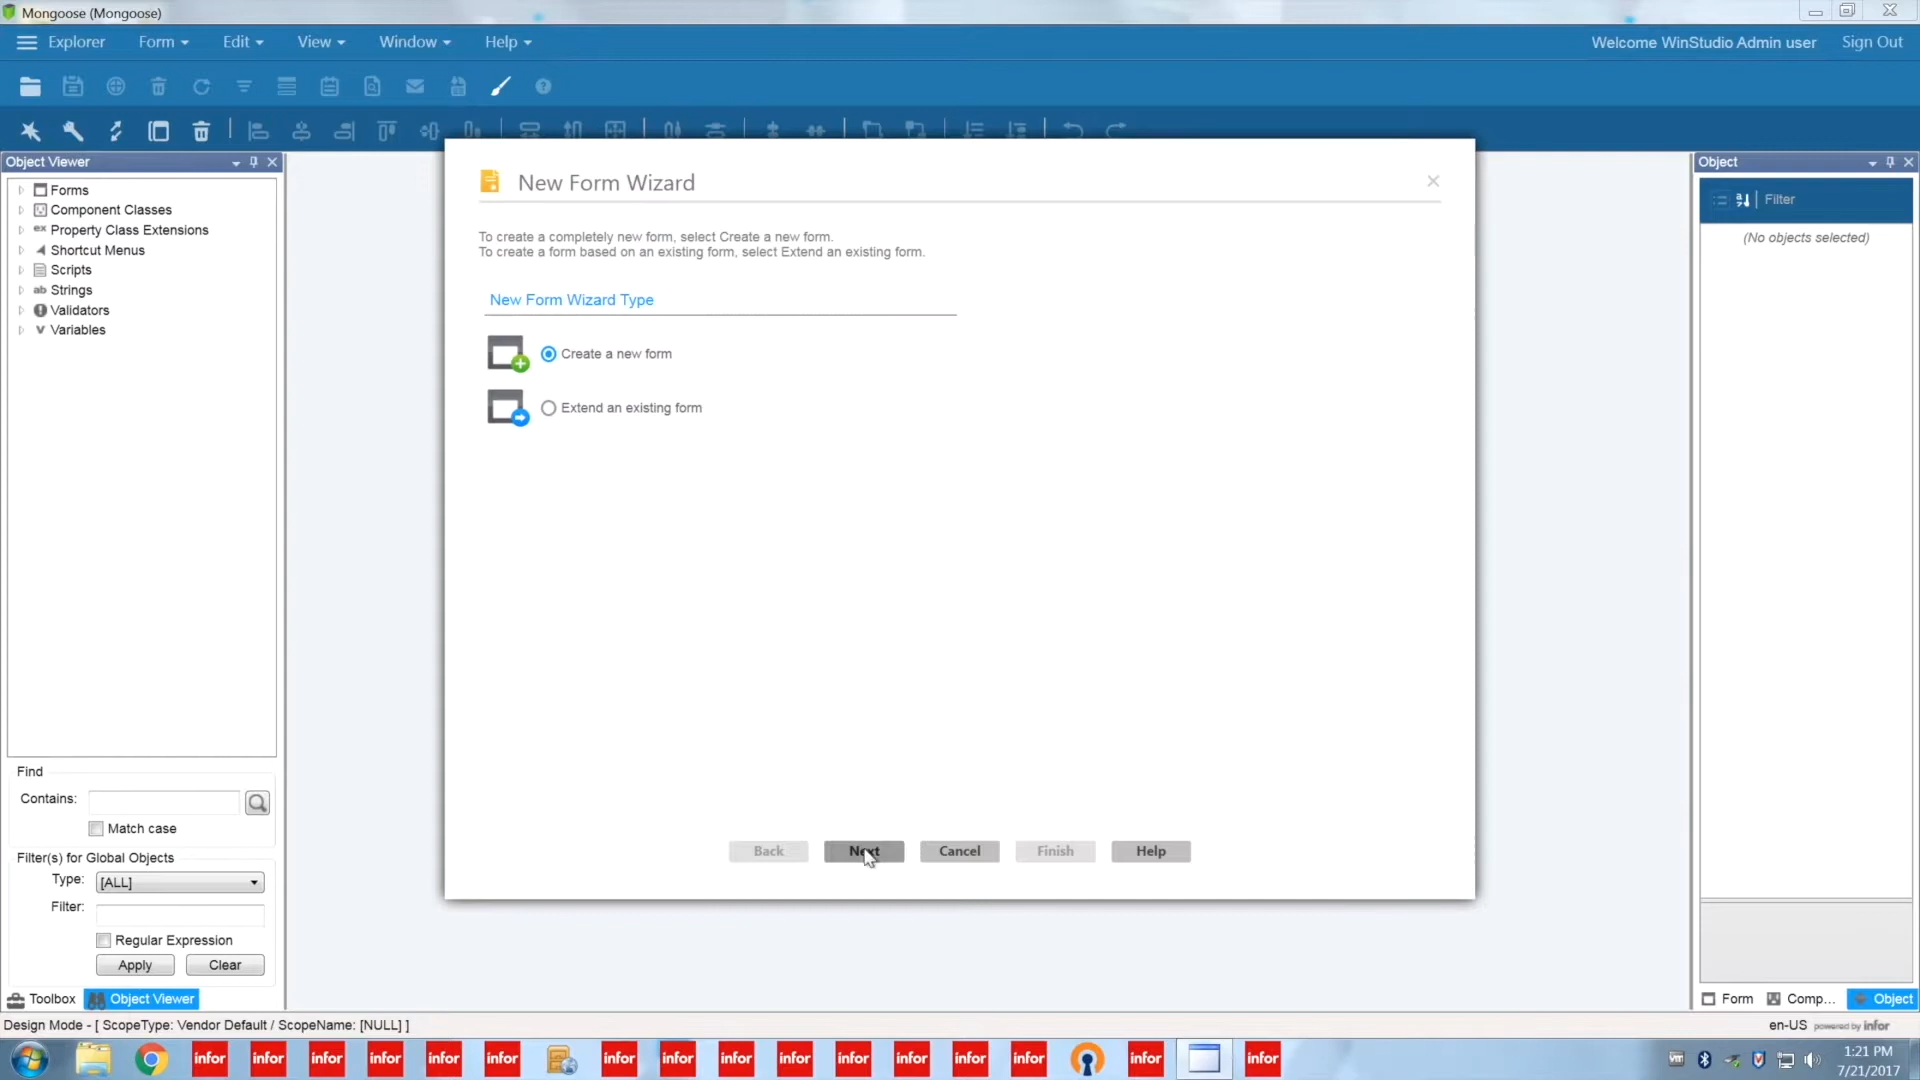 Mongoose (Mongoose)
Explorer Form Edit View Window Help
Welcome WinStudio Admin user Sign Out
Object Viewer
Forms
Component Classes
ex Property Class Extensions
Shortcut Menus
Scripts
ab Strings
Validators
V Variables
Find
Contains:
Match case
Filter(s) for Global Objects
Type: [ALL]
Filter:
Regular Expression
Apply Clear
Toolbox Object Viewer
New Form Wizard
To create a completely new form, select Create a new form.
To create a form based on an existing form, select Extend an existing form.
New Form Wizard Type
Create a new form
Extend an existing form
Back Next Cancel Finish Help
Object
Filter
(No objects selected)
Form Comp... Object
Design Mode - [ ScopeType: Vendor Default / ScopeName: [NULL] ]
en-US powered by infor
infor infor infor infor infor infor infor infor infor infor infor infor infor infor infor infor
1:21 PM
7/21/2017